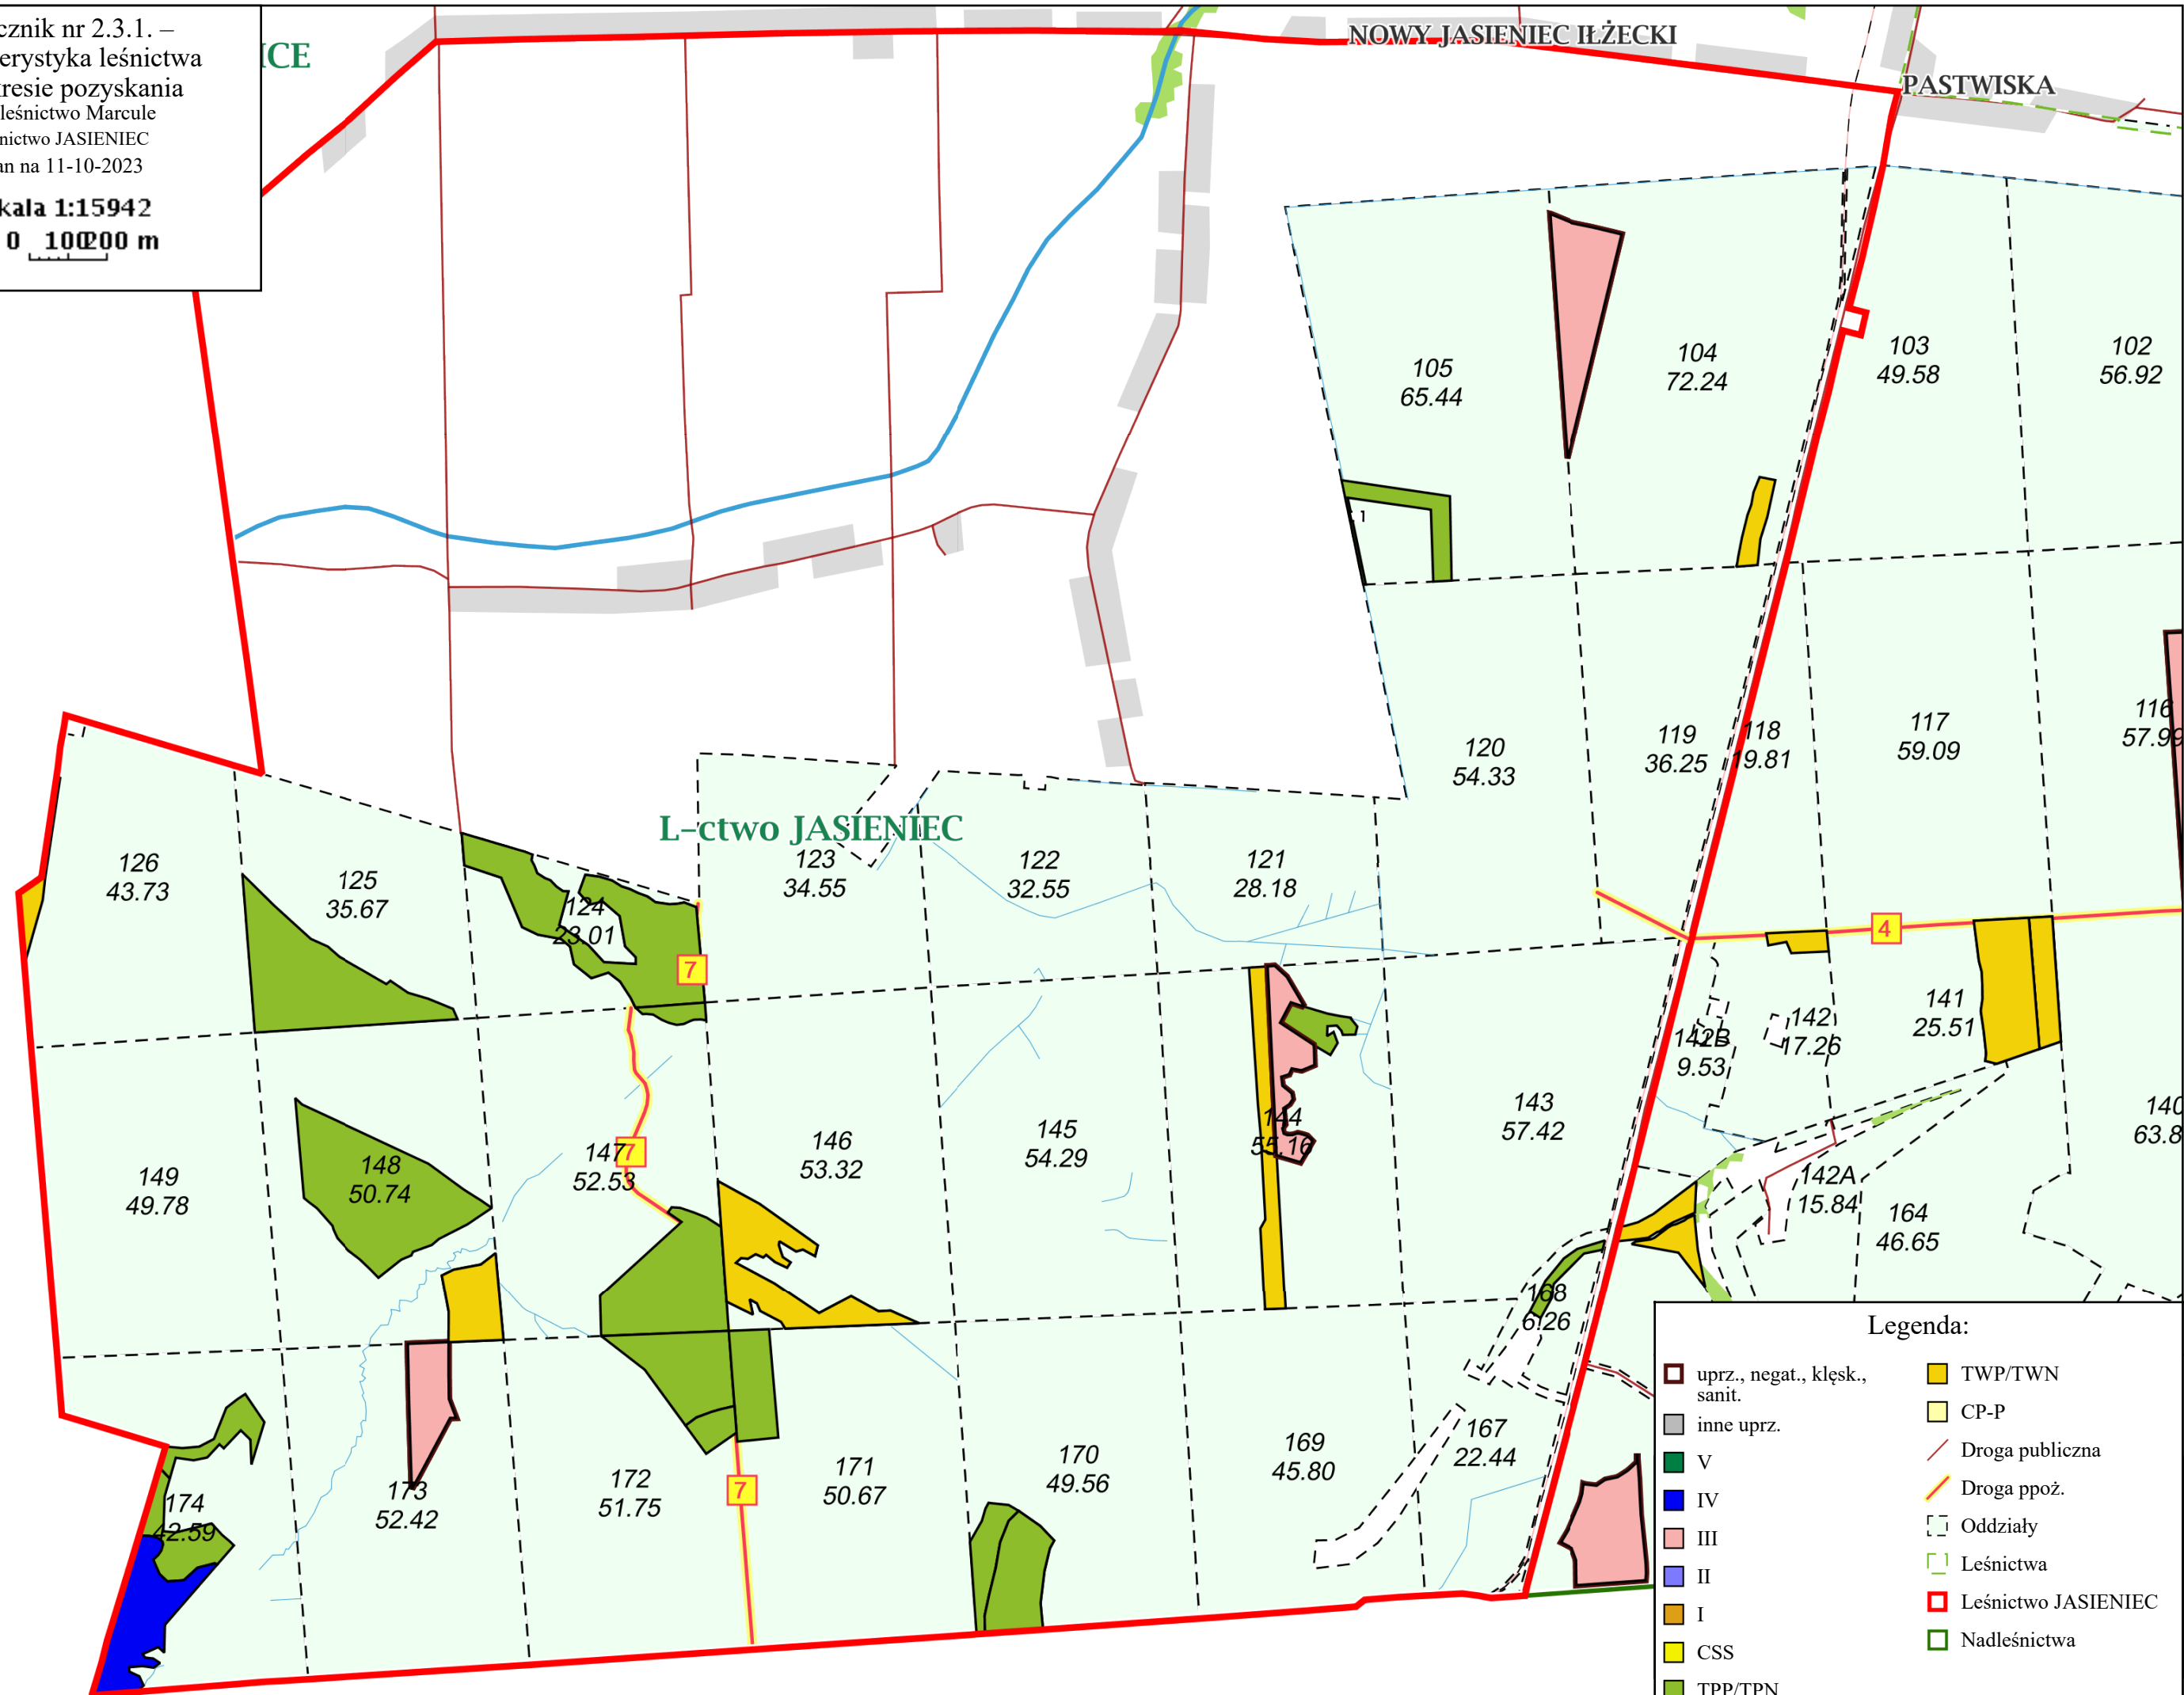 cznik nr 2.3.1. –
erystyka leśnictwa
kresie pozyskania
leśnictwo Marcule
nictwo JASIENIEC
an na 11-10-2023
kala 1:15942
0 100 200 m
ICE
NOWY JASIENIEC IŁŻECKI
PASTWISKA
105
65.44
104
72.24
103
49.58
102
56.92
120
54.33
119
36.25
118
19.81
117
59.09
116
57.99
L-ctwo JASIENIEC
126
43.73
125
35.67
124
23.01
123
34.55
122
32.55
121
28.18
7
4
149
49.78
148
50.74
147
52.53
7
146
53.32
145
54.29
144
55.16
143
57.42
142B
9.53
142
17.26
141
25.51
140
63.8
142A
15.84
164
46.65
168
6.26
174
42.59
173
52.42
172
51.75
7
171
50.67
170
49.56
169
45.80
167
22.44
Legenda:
uprz., negat., klęsk.,
sanit.
inne uprz.
V
IV
III
II
I
CSS
TPP/TPN
TWP/TWN
CP-P
Droga publiczna
Droga ppoż.
Oddziały
Leśnictwa
Leśnictwo JASIENIEC
Nadleśnictwa